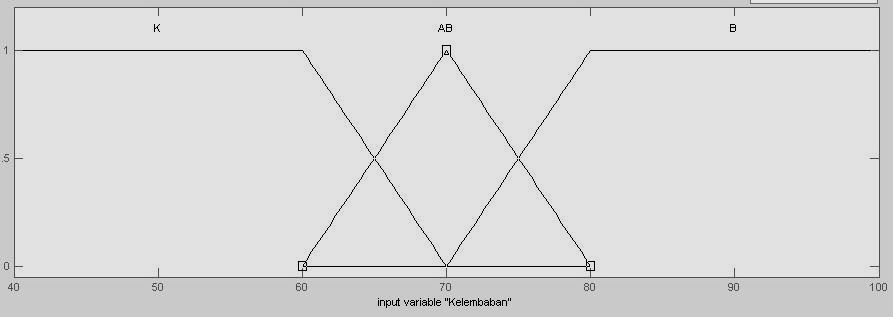 K AB B
1
.5
0
40 50 60 70 80 90 100
input variable "Kelembaban"